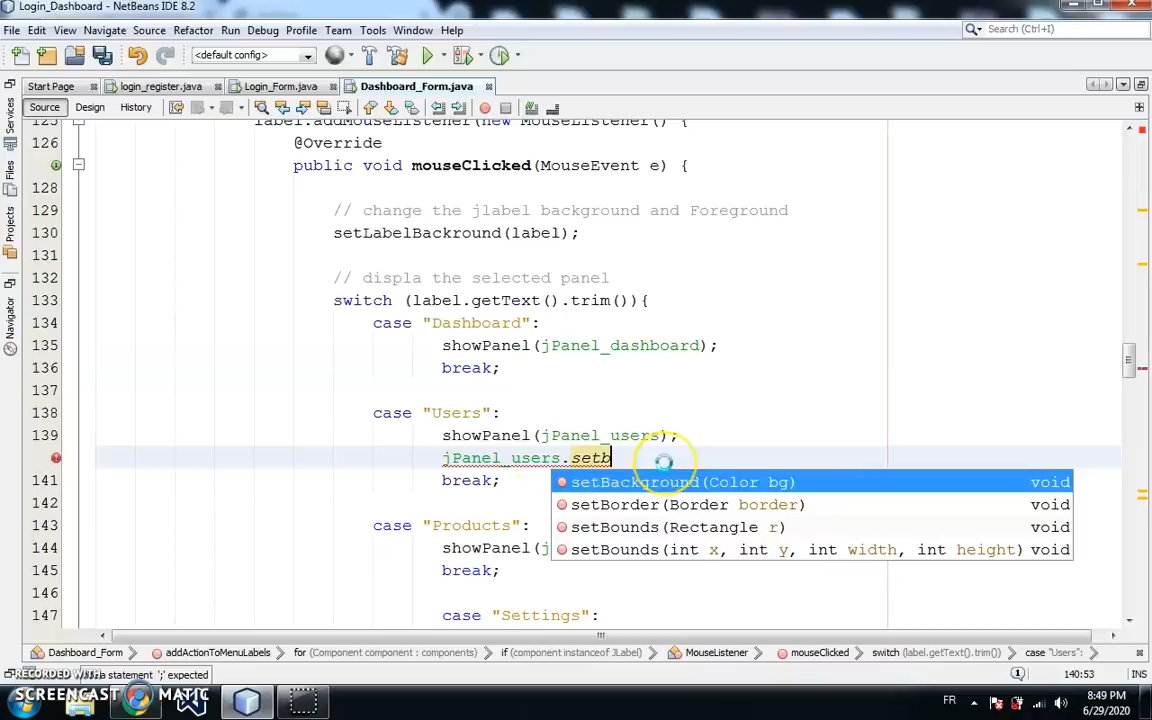 Login_Dashboard - NetBeans IDE 8.2
File Edit View Navigate Source Refactor Run Debug Profile Team Tools Window Help
Search (Ctrl+I)
<default config>
Start Page login_register.java Login_Form.java Dashboard_Form.java
Source Design History
Services
Files
Projects
Navigator
125 label.addMouseListener(new MouseListener() {
126 @Override
public void mouseClicked(MouseEvent e) {
128
129 // change the jlabel background and Foreground
130 setLabelBackround(label);
131
132 // displa the selected panel
133 switch (label.getText().trim()){
134 case "Dashboard":
135 showPanel(jPanel_dashboard);
136 break;
137
138 case "Users":
139 showPanel(jPanel_users);
jPanel_users.setb
141 break;
setBackground(Color bg) void
setBorder(Border border) void
setBounds(Rectangle r) void
setBounds(int x, int y, int width, int height) void
142
143 case "Products":
144 showPanel(j
145 break;
146
147 case "Settings":
Dashboard_Form addActionToMenuLabels for (Component component : components) if (component instanceof JLabel) MouseListener mouseClicked switch (label.getText().trim()) case "Users":
a statement ';' expected
1 140:53 INS
RECORDED WITH
SCREENCAST MATIC
FR
8:49 PM
6/29/2020